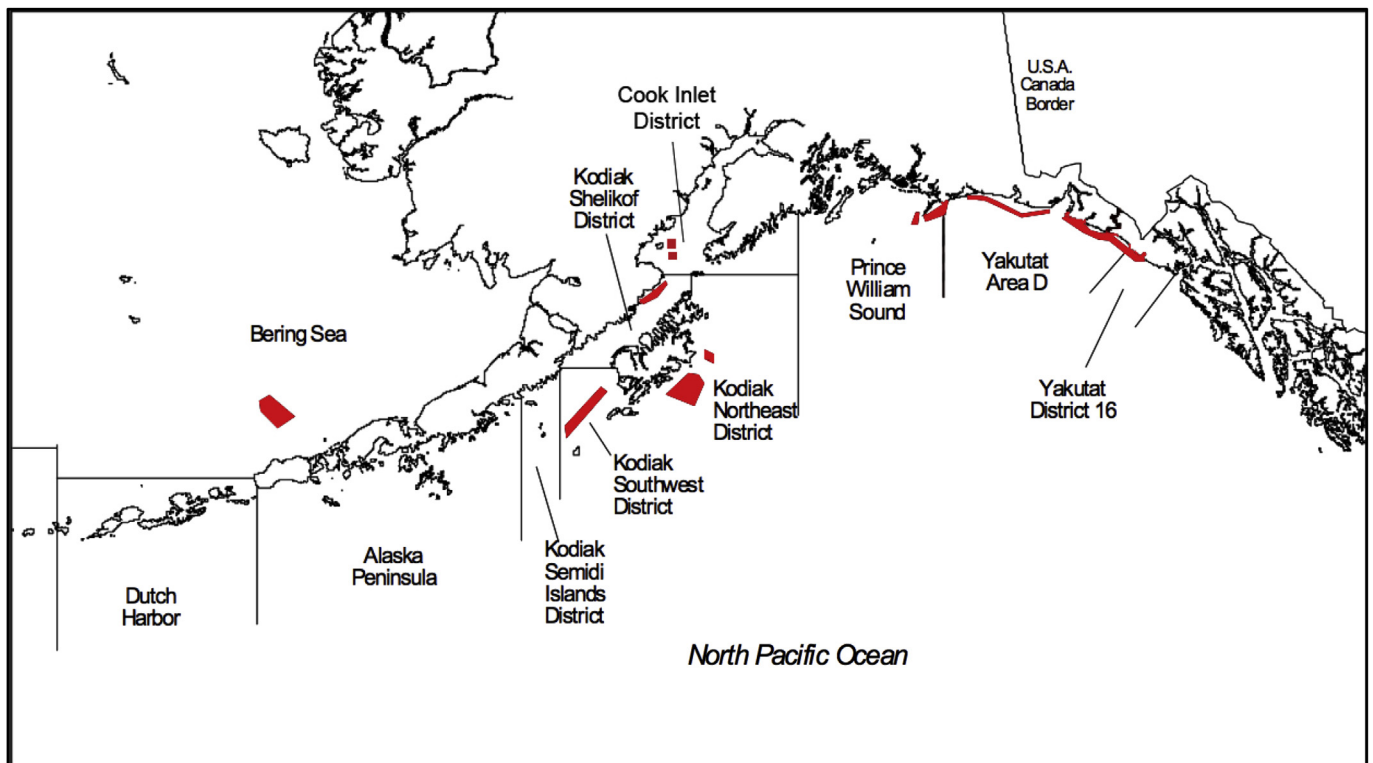 U.S.A.
Canada
Border
Cook Inlet
District
Kodiak
Shelikof
District
Prince
William
Sound
Yakutat
Area D
Bering Sea
Yakutat
District 16
Kodiak
Northeast
District
Kodiak
Southwest
District
Kodiak
Semidi
Islands
District
Alaska
Peninsula
Dutch
Harbor
North Pacific Ocean